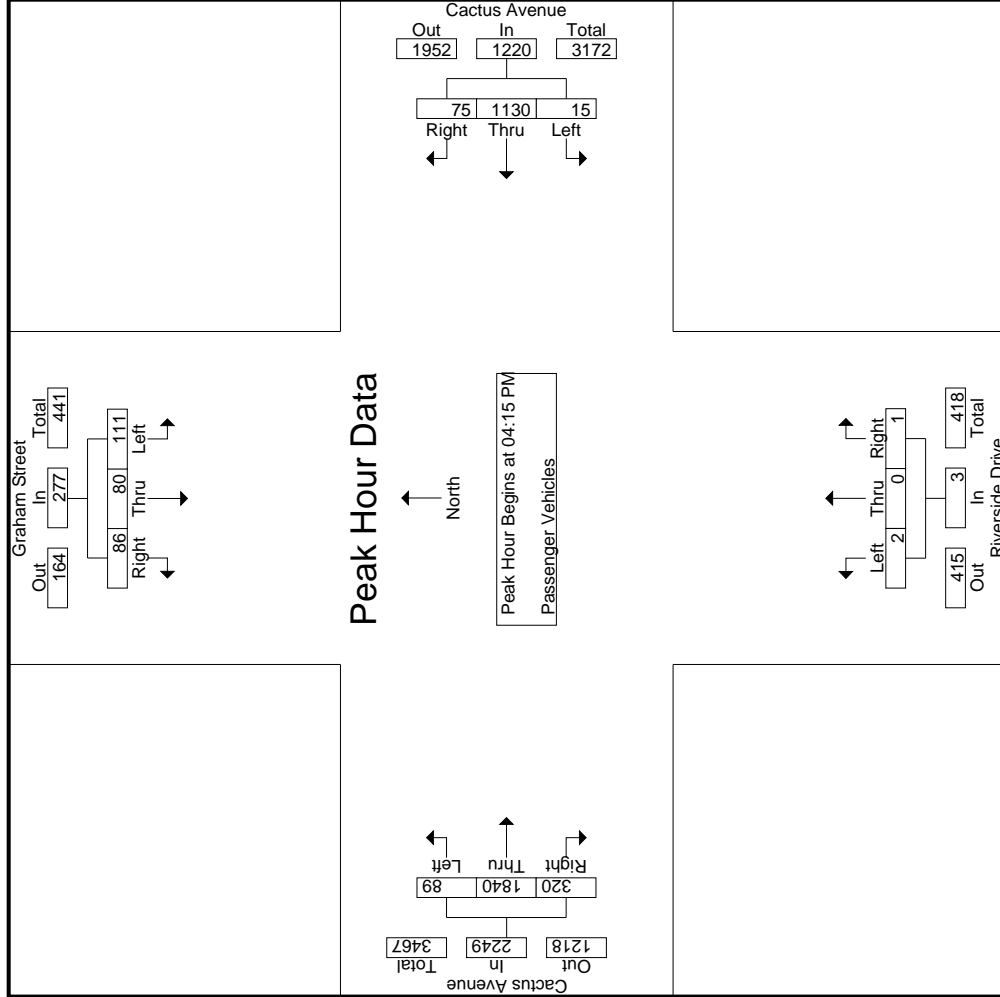 Cactus Avenue
Out In Total
1952 1220 3172
75 1130 15
Right Thru Left
Graham Street
Out In Total
164 277 441
86 80 111
Right Thru Left
Peak Hour Data
North
Peak Hour Begins at 04:15 PM
Passenger Vehicles
Left Thru Right
2 0 1
415 3 418
Out In Total
Riverside Drive
Left Thru Right
89 1840 320
Total In Out
3467 2249 1218
Cactus Avenue